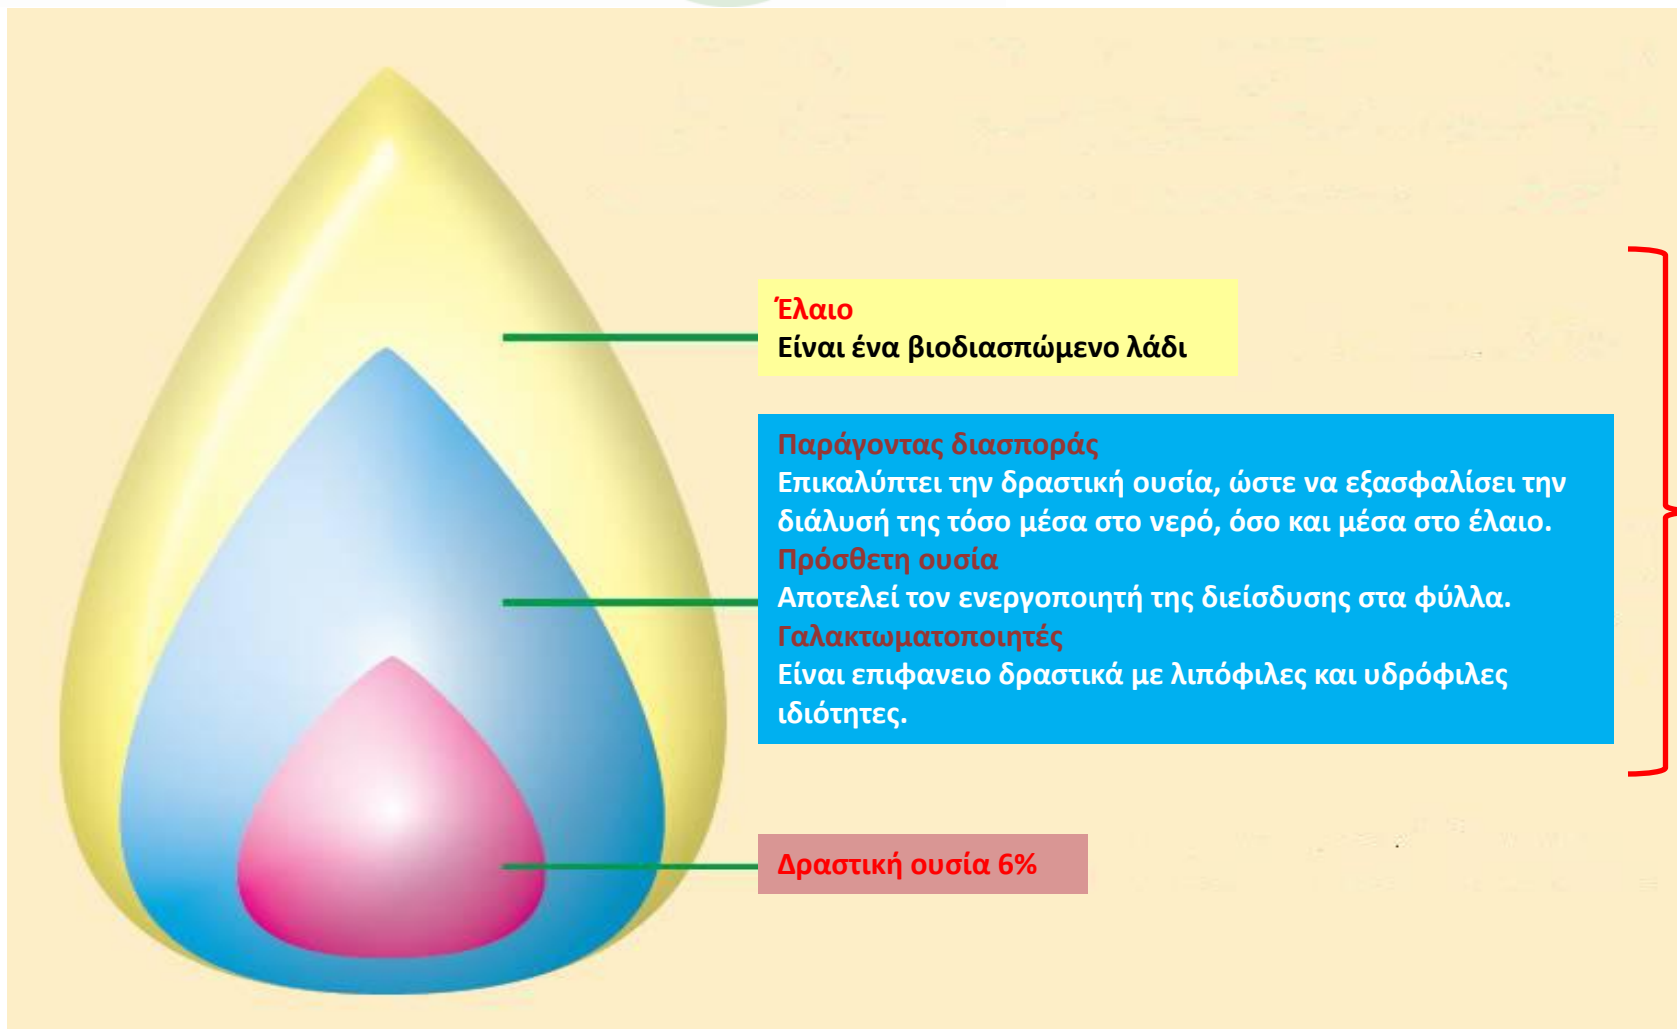 Έλαιο
Είναι ένα βιοδιασπώμενο λάδι
Παράγοντας διασποράς
Επικαλύπτει την δραστική ουσία, ώστε να εξασφαλίσει την
διάλυσή της τόσο μέσα στο νερό, όσο και μέσα στο έλαιο.
Πρόσθετη ουσία
Αποτελεί τον ενεργοποιητή της διείσδυσης στα φύλλα.
Γαλακτωματοποιητές
Είναι επιφανειο δραστικά με λιπόφιλες και υδρόφιλες
ιδιότητες.
Δραστική ουσία 6%